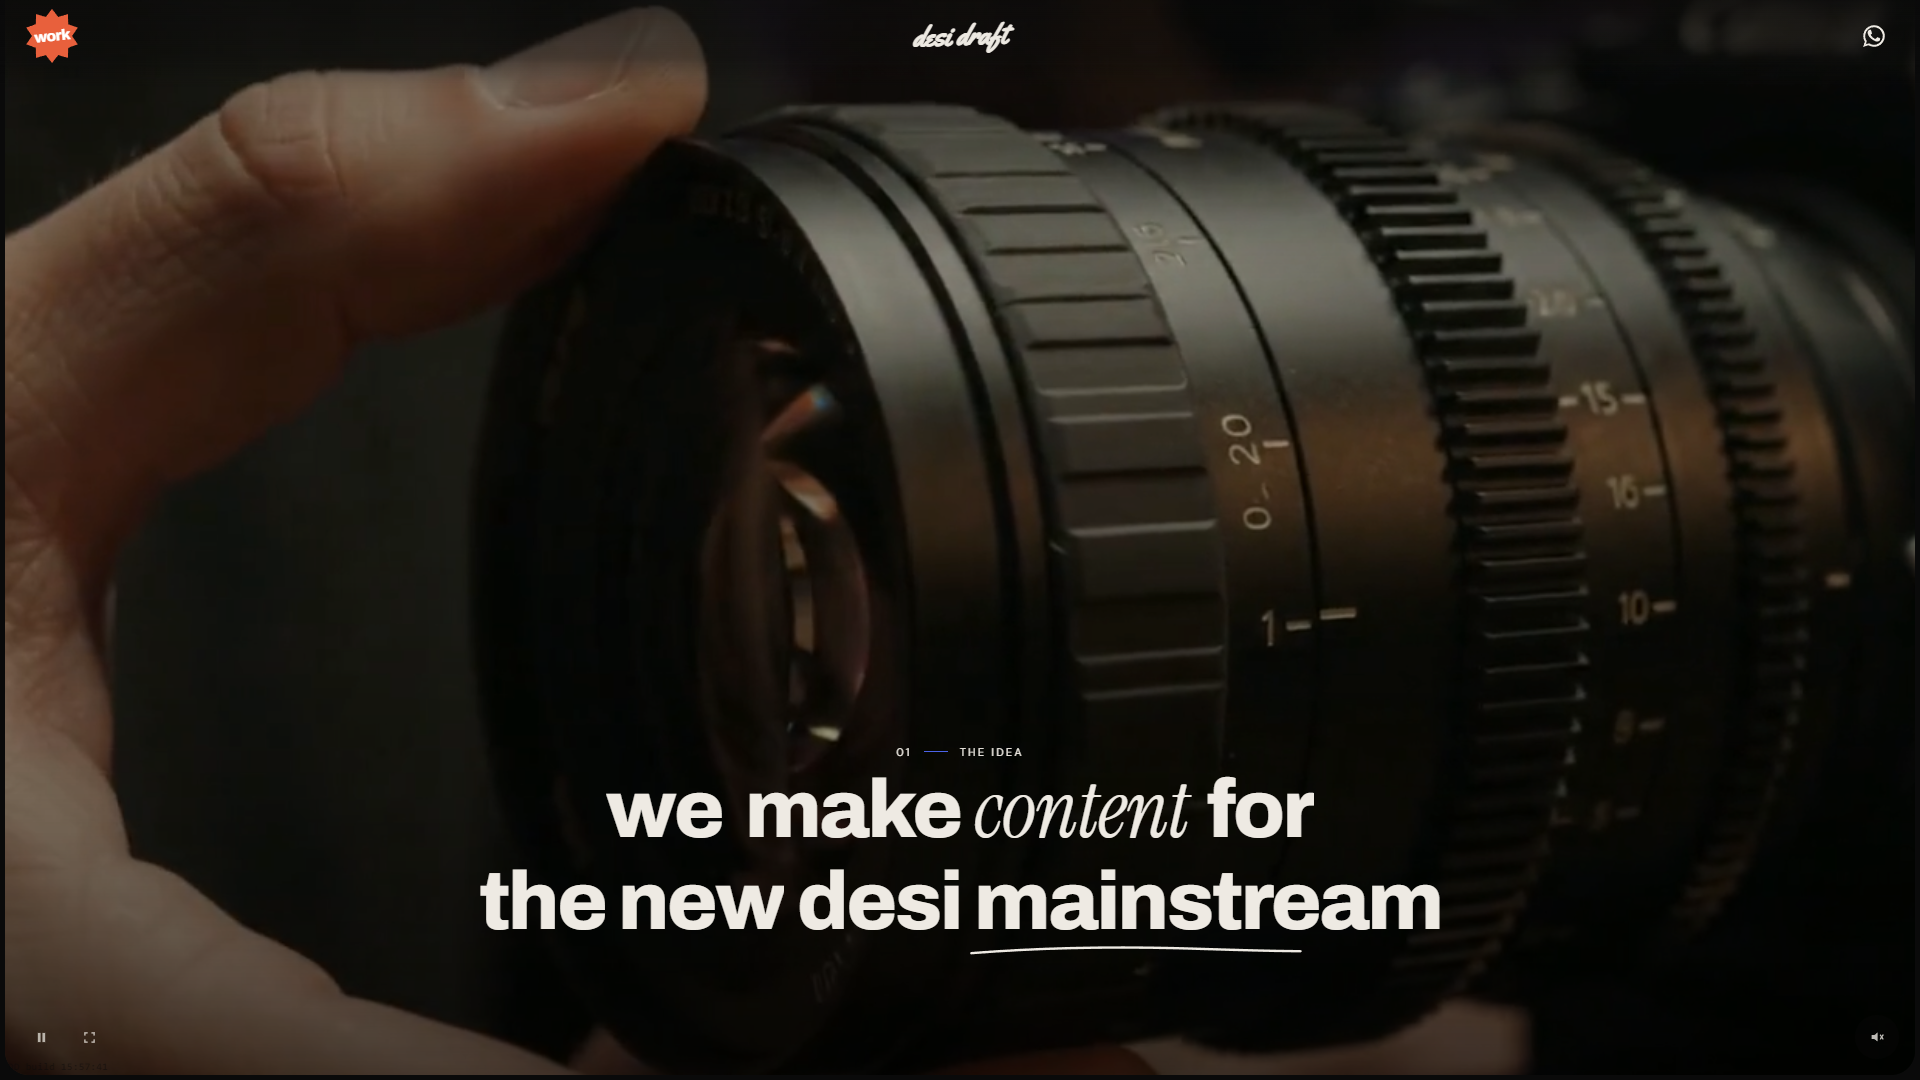 work
desi draft
01 — THE IDEA
we make content for
the new desi mainstream
20
0
1
15
16
10
8